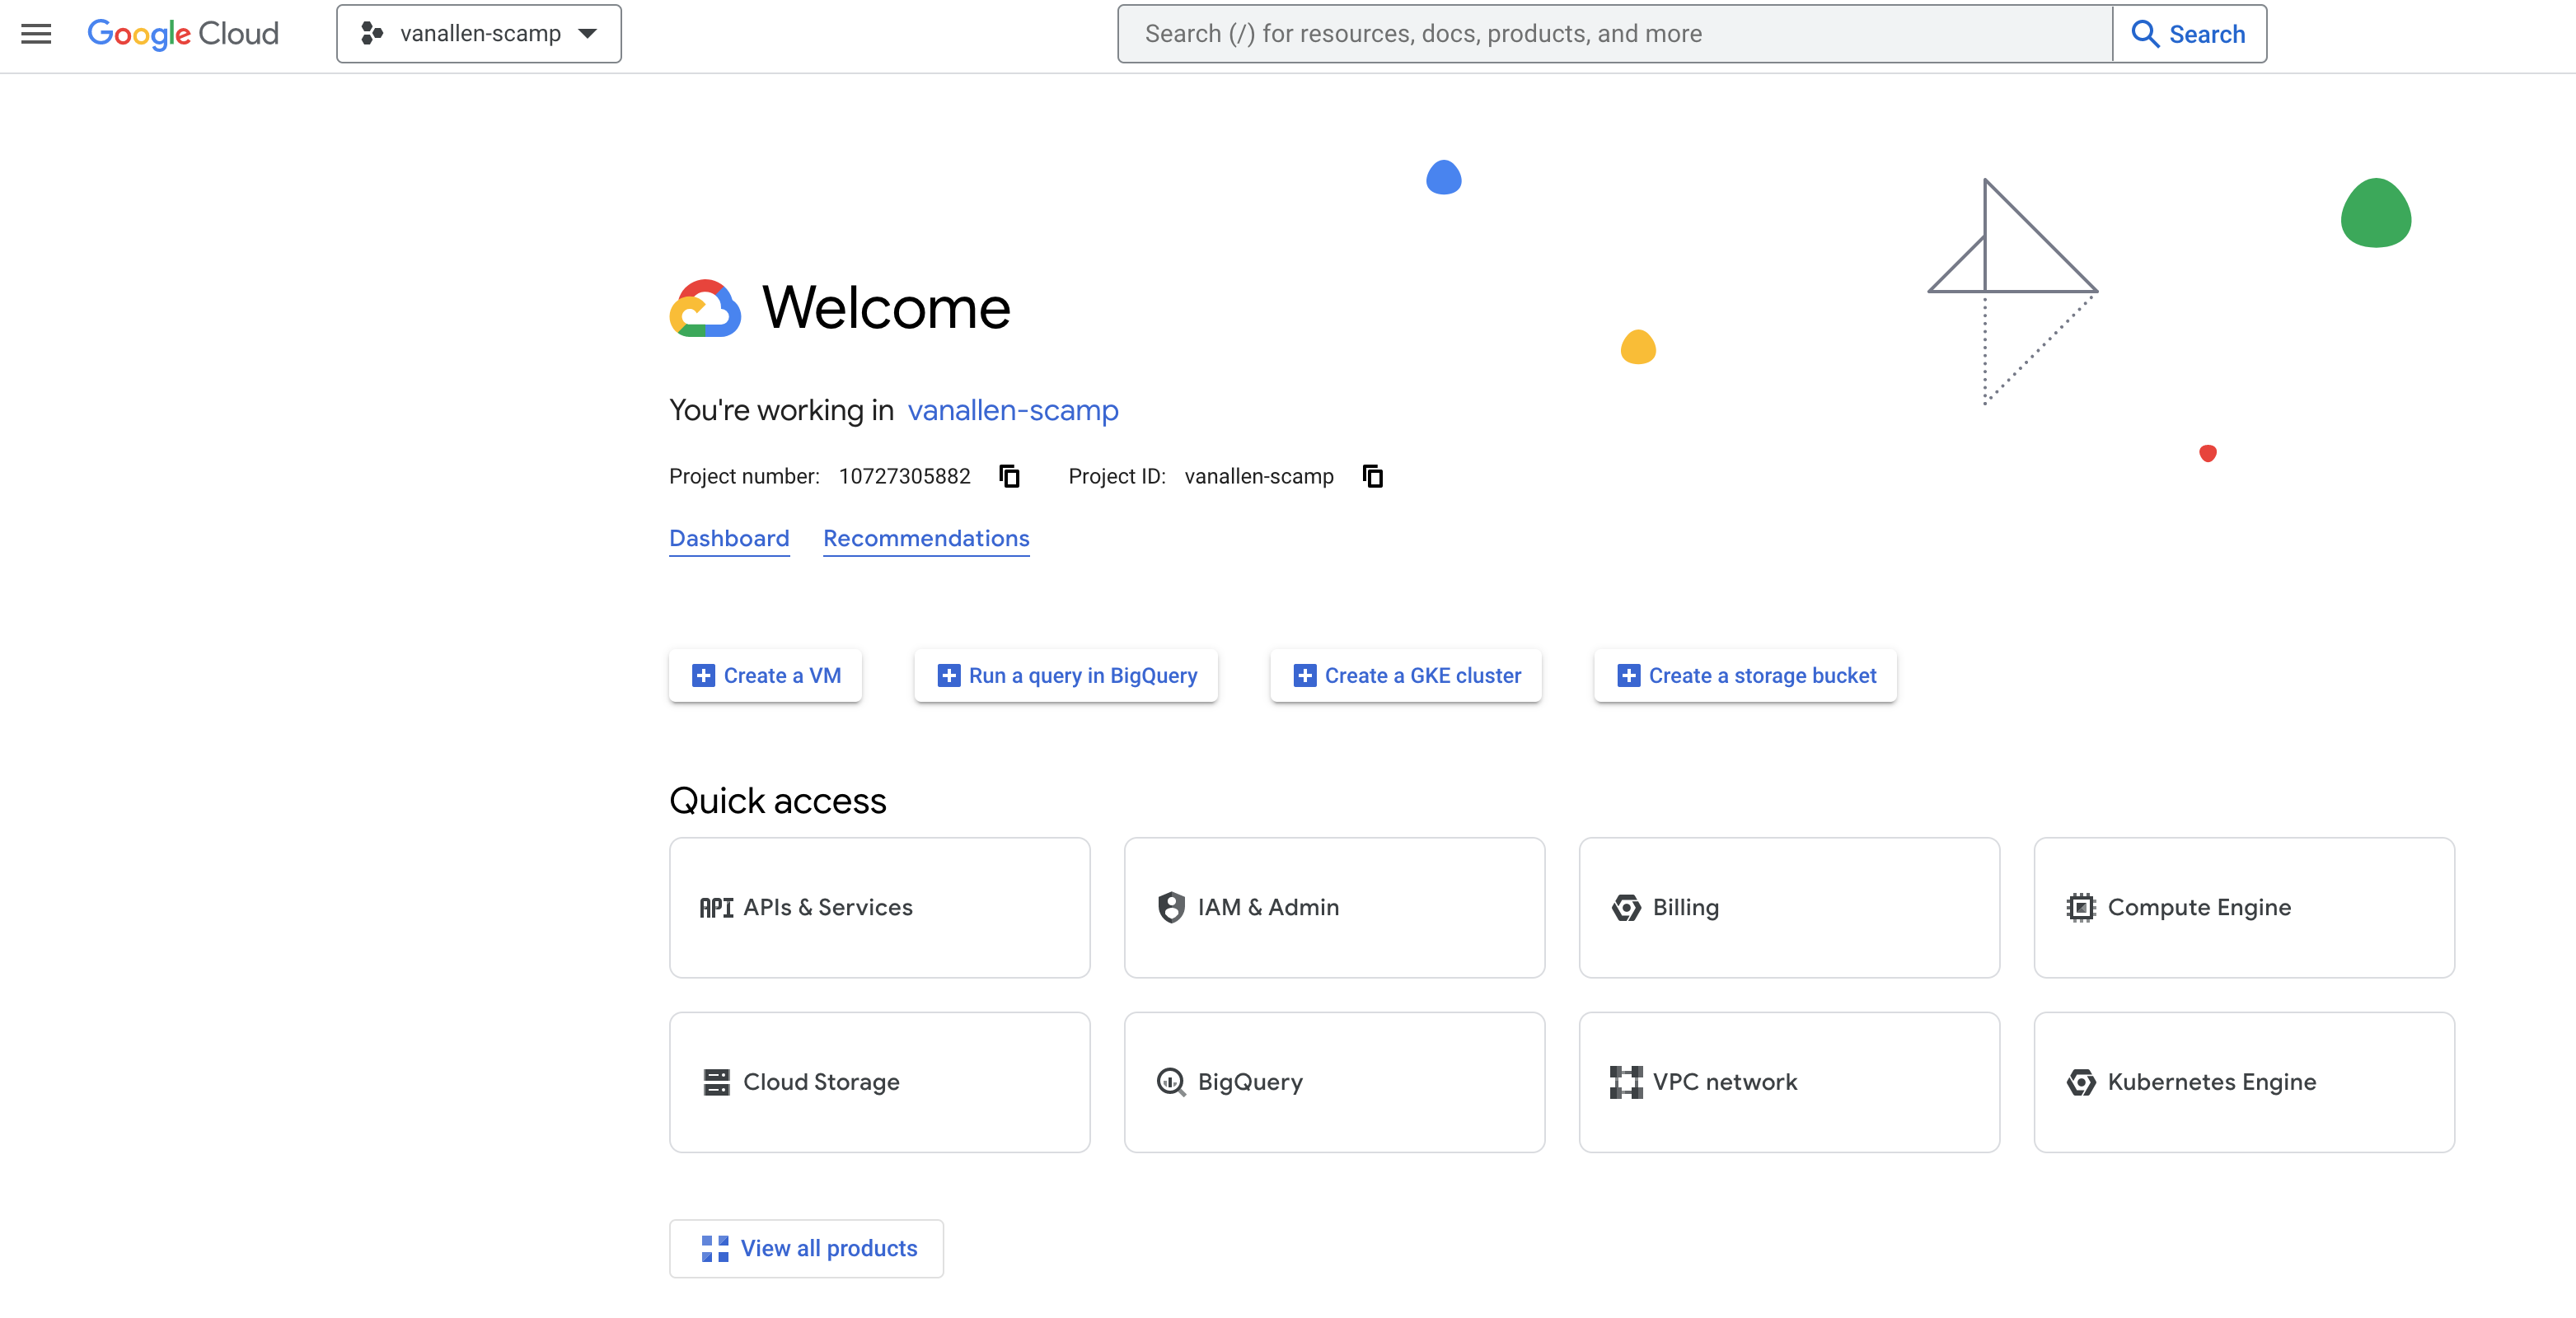 Google Cloud
vanallen-scamp
Search (/) for resources, docs, products, and more
Search
Welcome
You're working in vanallen-scamp
Project number: 10727305882 Project ID: vanallen-scamp
Dashboard Recommendations
Create a VM
Run a query in BigQuery
Create a GKE cluster
Create a storage bucket
Quick access
API APIs & Services
IAM & Admin
Billing
Compute Engine
Cloud Storage
BigQuery
VPC network
Kubernetes Engine
View all products